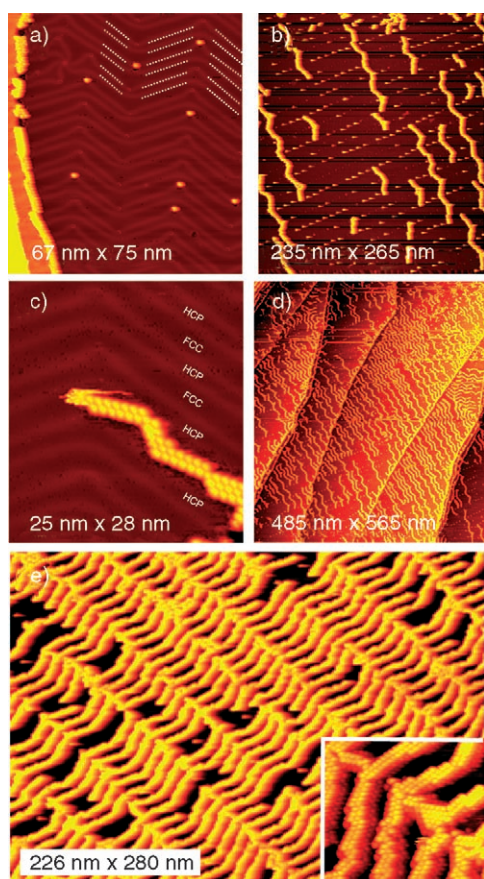 a)
67 nm x 75 nm
b)
235 nm x 265 nm
c)
HCP
FCC
HCP
FCC
HCP
HCP
25 nm x 28 nm
d)
485 nm x 565 nm
e)
226 nm x 280 nm